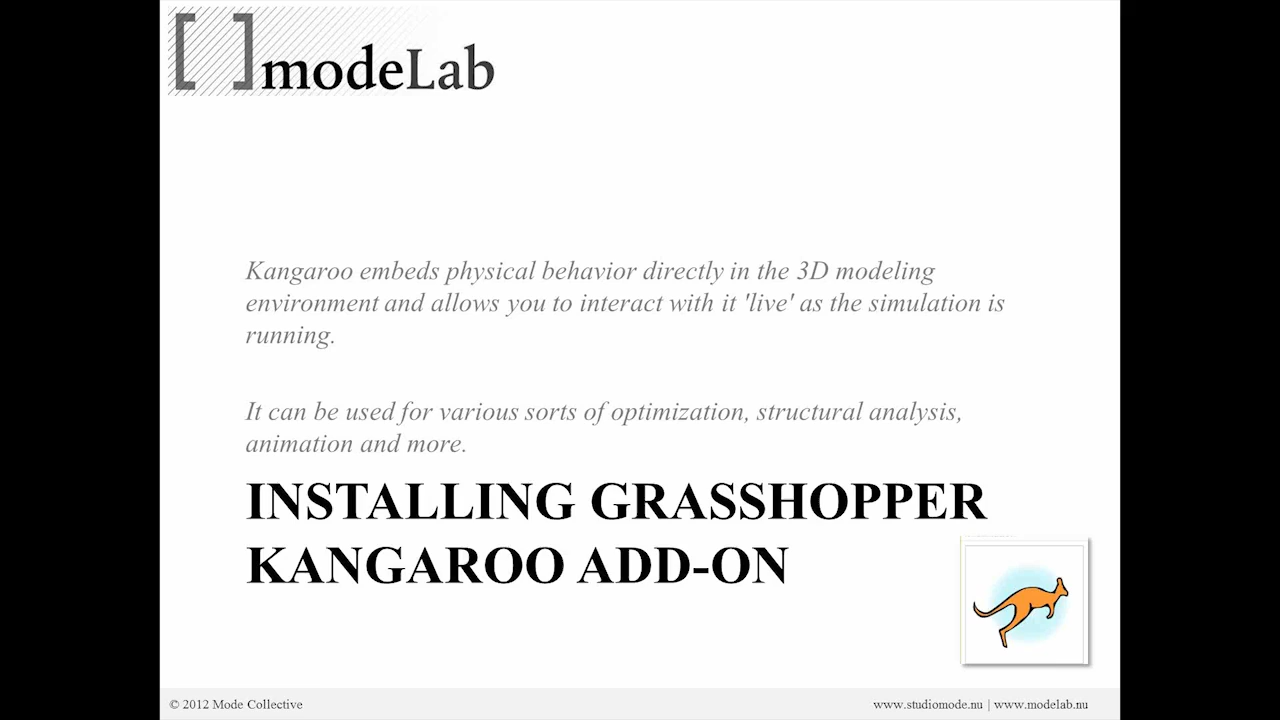 [ ]modeLab
Kangaroo embeds physical behavior directly in the 3D modeling
environment and allows you to interact with it 'live' as the simulation is
running.
It can be used for various sorts of optimization, structural analysis,
animation and more.
INSTALLING GRASSHOPPER
KANGAROO ADD-ON
© 2012 Mode Collective
www.studiomode.nu | www.modelab.nu